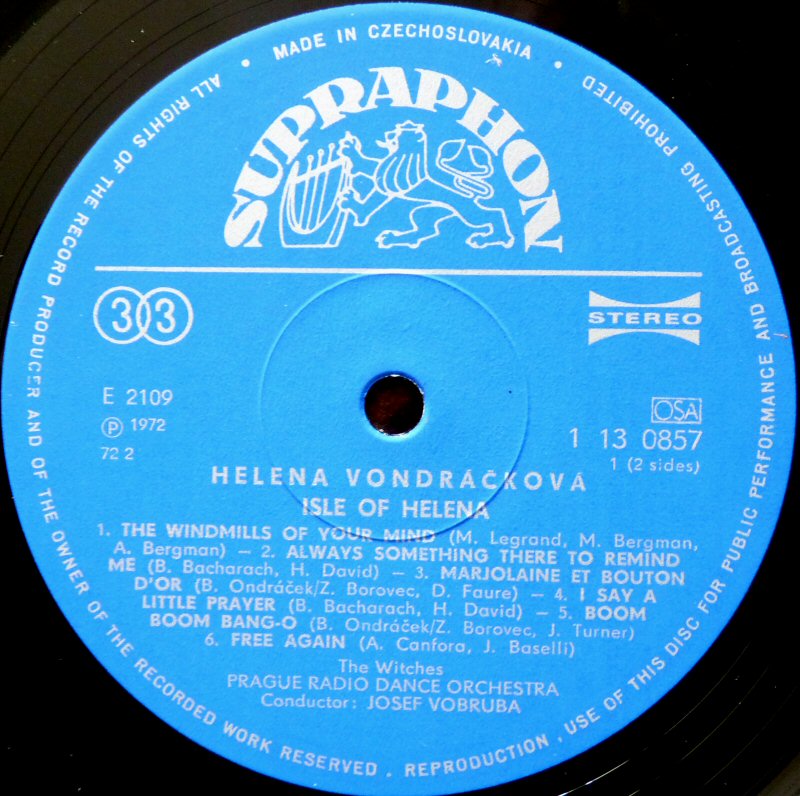 MADE IN CZECHOSLOVAKIA
SUPRAPHON
33
STEREO
E 2109
Ⓟ 1972
72 2
OSA
1 13 0857
1 (2 sides)
HELENA VONDRÁČKOVÁ
ISLE OF HELENA
1. THE WINDMILLS OF YOUR MIND (M. Legrand, M. Bergman,
A. Bergman) – 2. ALWAYS SOMETHING THERE TO REMIND
ME (B. Bacharach, H. David) – 3. MARJOLAINE ET BOUTON
D'OR (B. Ondráček/Z. Borovec, D. Faure) – 4. I SAY A
LITTLE PRAYER (B. Bacharach, H. David) – 5. BOOM
BOOM BANG-O (B. Ondráček/Z. Borovec, J. Turner)
6. FREE AGAIN (A. Canfora, J. Baselli)
The Witches
PRAGUE RADIO DANCE ORCHESTRA
Conductor: JOSEF VOBRUBA
ALL RIGHTS OF THE RECORD PRODUCER AND OF THE OWNER OF THE RECORDED WORK RESERVED . REPRODUCTION , USE OF THIS DISC FOR PUBLIC PERFORMANCE AND BROADCASTING PROHIBITED